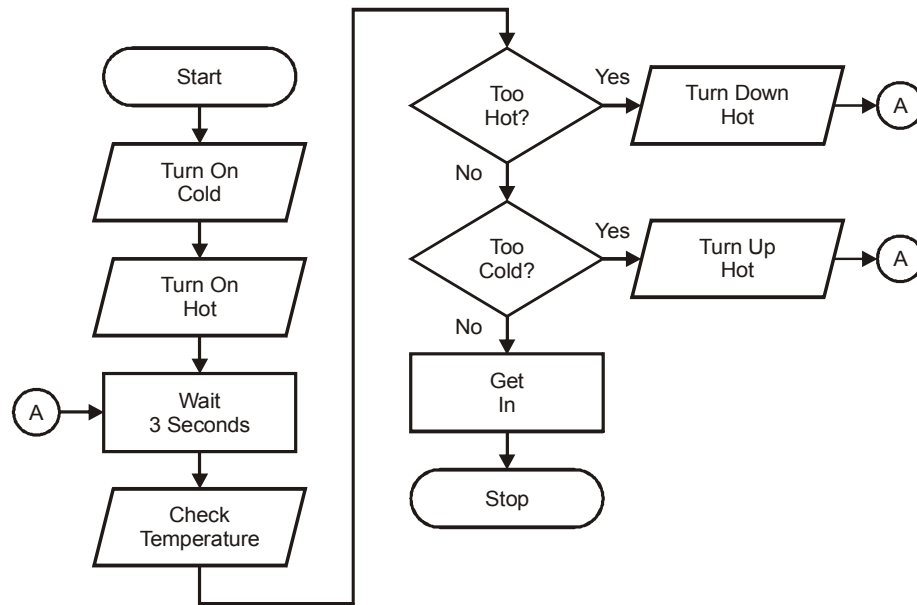 Start
Turn On
Cold
Turn On
Hot
A
Wait
3 Seconds
Check
Temperature
Too
Hot?
Yes
Turn Down
Hot
A
No
Too
Cold?
Yes
Turn Up
Hot
A
No
Get
In
Stop